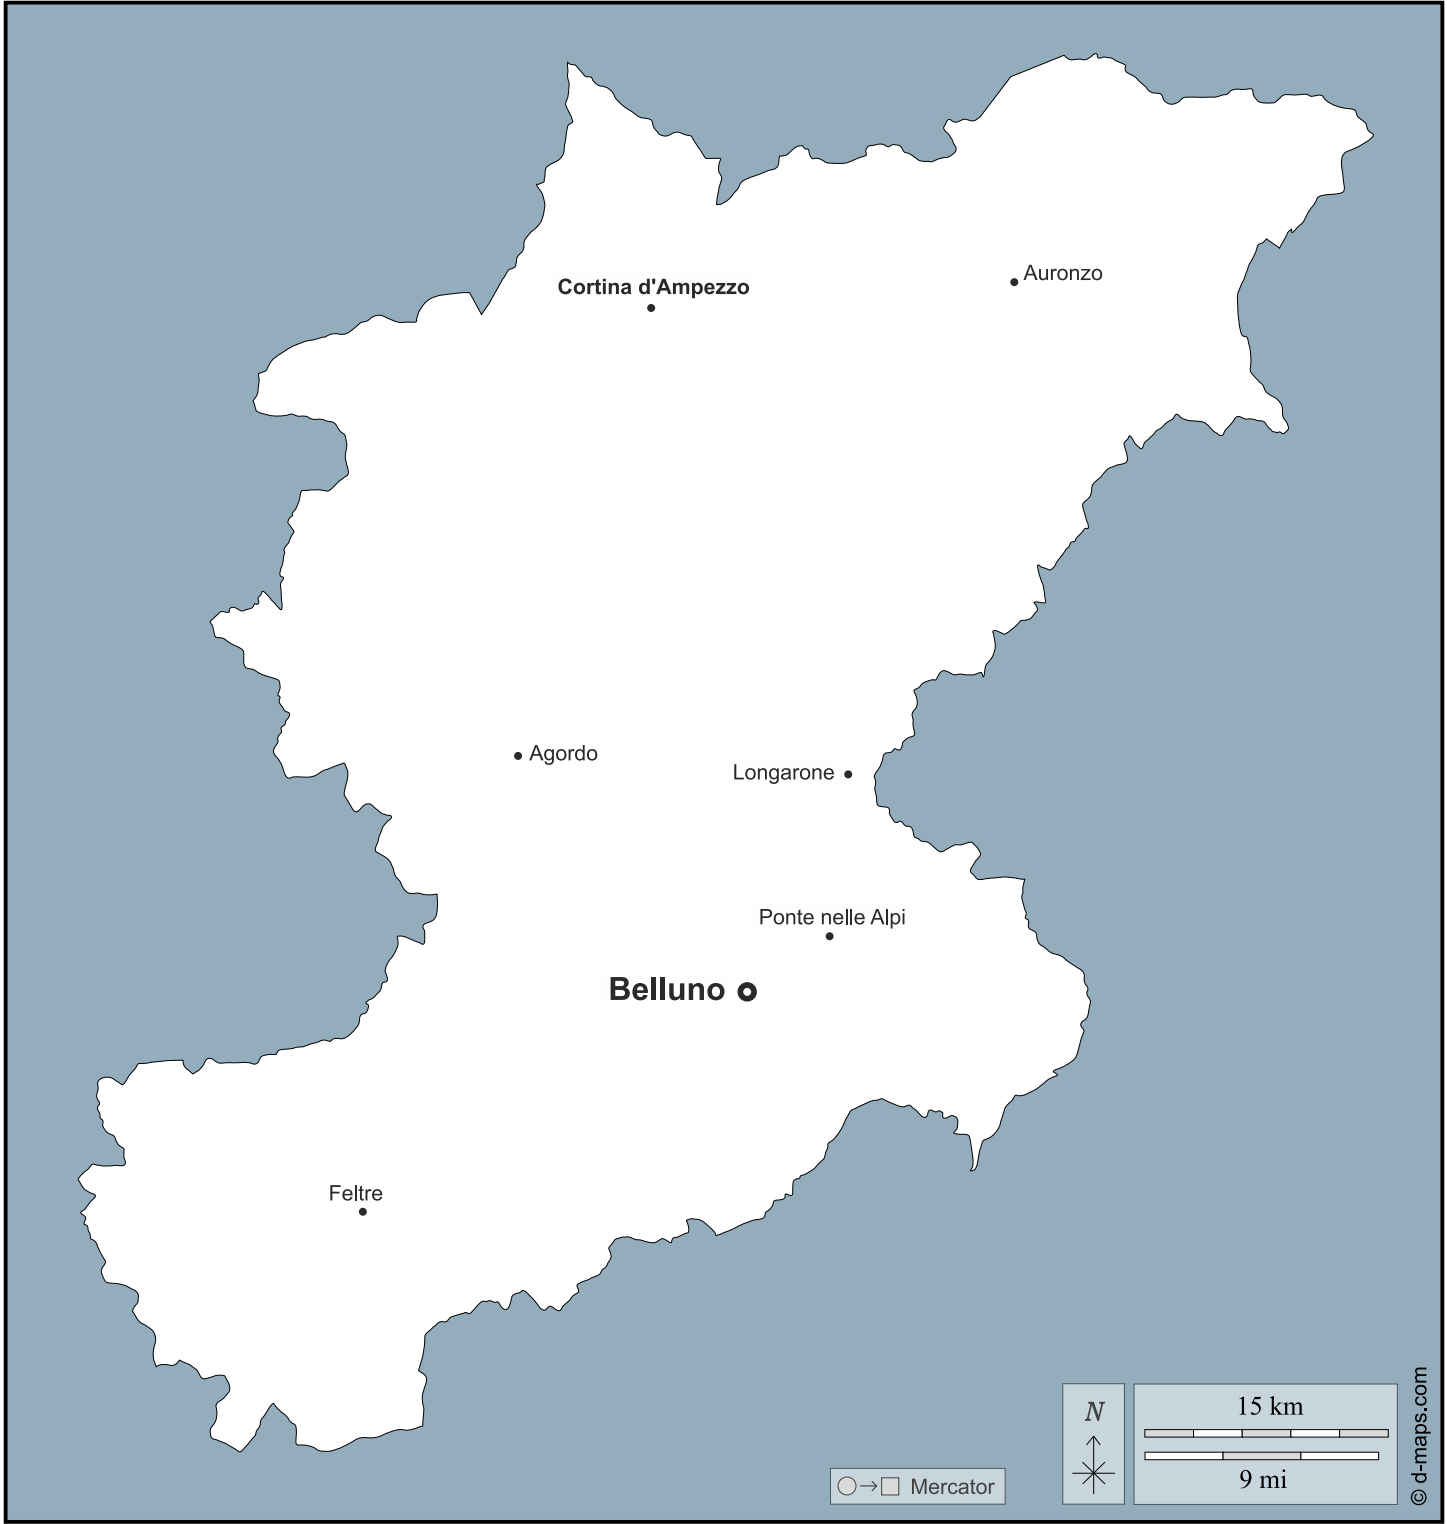 Auronzo
Cortina d'Ampezzo
Agordo
Longarone
Ponte nelle Alpi
Belluno
Feltre
N
15 km
9 mi
Mercator
© d-maps.com